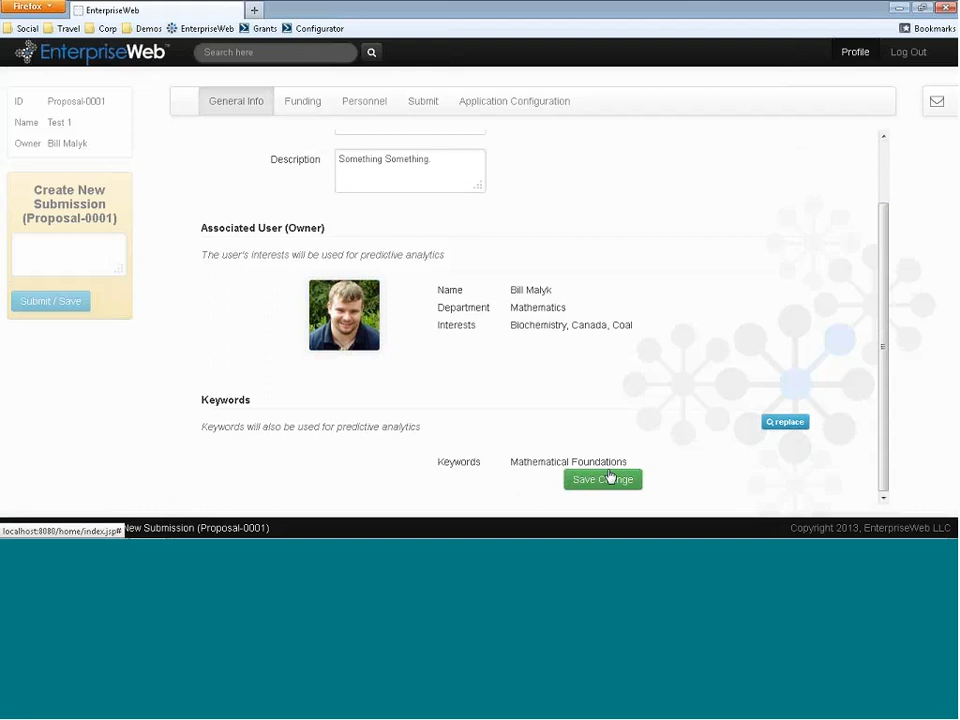 Firefox
EnterpriseWeb
Social Travel Corp Demos EnterpriseWeb Grants Configurator Bookmarks
EnterpriseWeb™ Search here Profile Log Out
ID Proposal-0001
Name Test 1
Owner Bill Malyk
General Info Funding Personnel Submit Application Configuration
Create New
Submission
(Proposal-0001)
Submit / Save
Description Something Something.
Associated User (Owner)
The user's interests will be used for predictive analytics
Name Bill Malyk
Department Mathematics
Interests Biochemistry, Canada, Coal
Keywords
Keywords will also be used for predictive analytics
replace
Keywords Mathematical Foundations
Save Change
localhost:8080/home/index.jsp# New Submission (Proposal-0001) Copyright 2013, EnterpriseWeb LLC